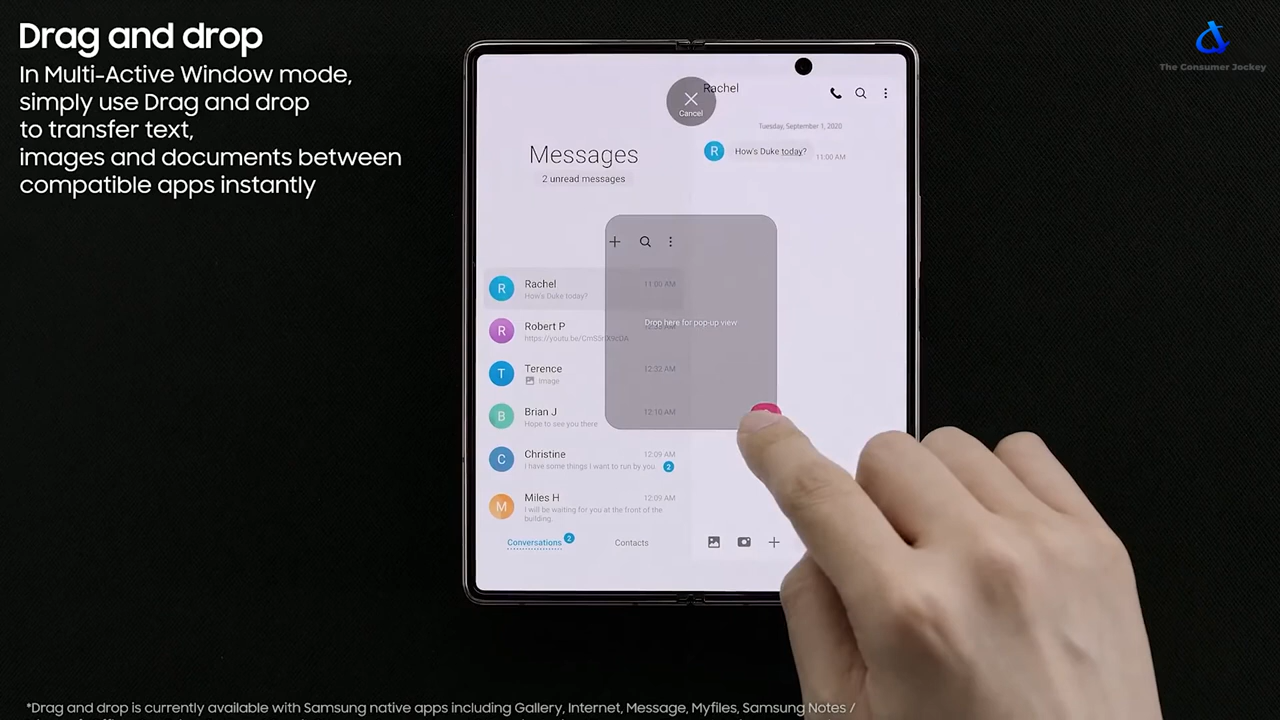 Drag and drop
In Multi-Active Window mode,
simply use Drag and drop
to transfer text,
images and documents between
compatible apps instantly
The Consumer Jockey
Cancel
Rachel
Tuesday, September 1, 2020
R
How's Duke today?
11:00 AM
Messages
2 unread messages
R
Rachel
11:00 AM
How's Duke today?
Drop here for pop-up view
R
Robert P
T
Terence
12:32 AM
Image
B
Brian J
12:10 AM
Hope to see you there
C
Christine
12:09 AM
I have some things I want to run by you
2
M
Miles H
12:09 AM
I will be waiting for you at the front of the
building.
Conversations
2
Contacts
*Drag and drop is currently available with Samsung native apps including Gallery, Internet, Message, Myfiles, Samsung Notes /